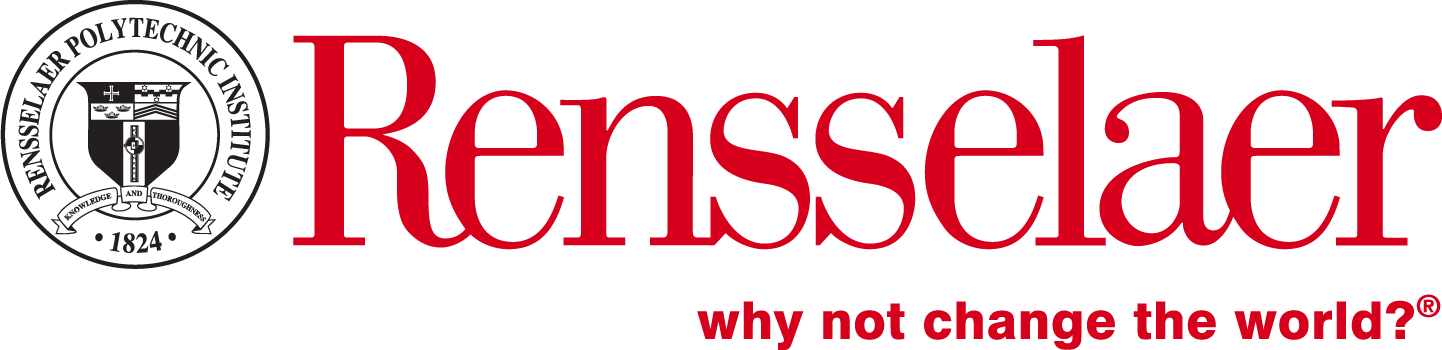 RENSSELAER POLYTECHNIC INSTITUTE
KNOWLEDGE AND THOROUGHNESS
• 1824 •
Rensselaer
why not change the world?®